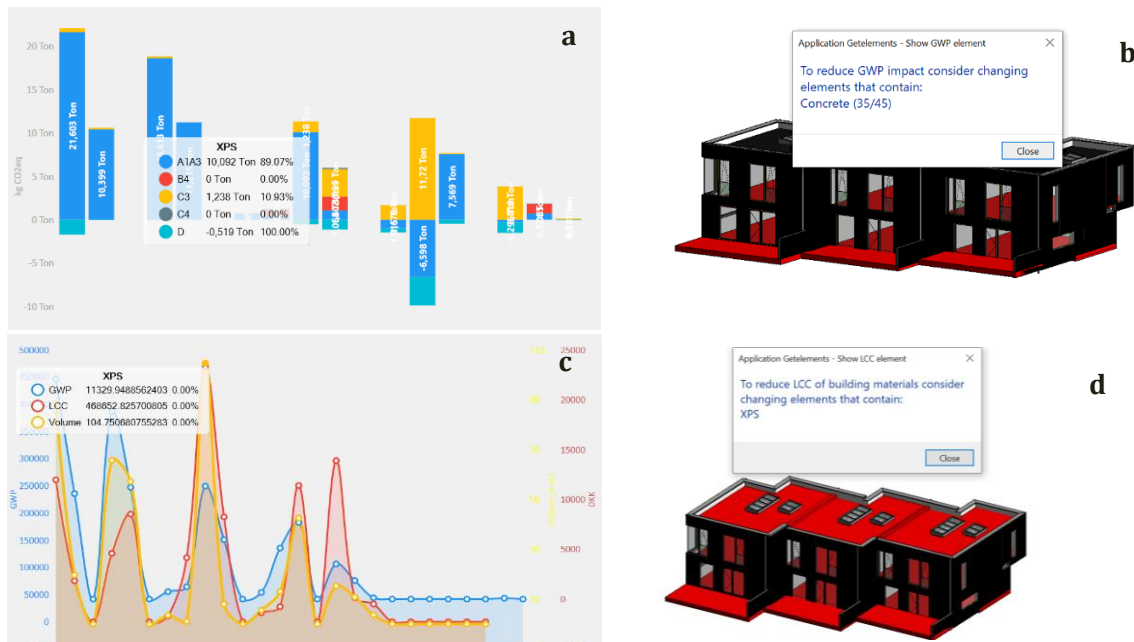 a
20 Ton
15 Ton
10 Ton
5 Ton
0 Ton
-5 Ton
-10 Ton
kg CO2eq
21,603 Ton
10,399 Ton
10,092 Ton
1,238 Ton
11,72 Ton
-6,598 Ton
7,569 Ton
XPS
A1A3 10,092 Ton 89.07%
B4 0 Ton 0.00%
C3 1,238 Ton 10.93%
C4 0 Ton 0.00%
D -0,519 Ton 100.00%
b
Application Getelements - Show GWP element
To reduce GWP impact consider changing
elements that contain:
Concrete (35/45)
Close
c
500000
300000
250000
200000
150000
100000
50000
0
GWP
25000
20000
15000
10000
5000
0
DKK
XPS
GWP 11329.9488562403 0.00%
LCC 468652.825700805 0.00%
Volume 104.750680755283 0.00%
d
Application Getelements - Show LCC element
To reduce LCC of building materials consider
changing elements that contain:
XPS
Close